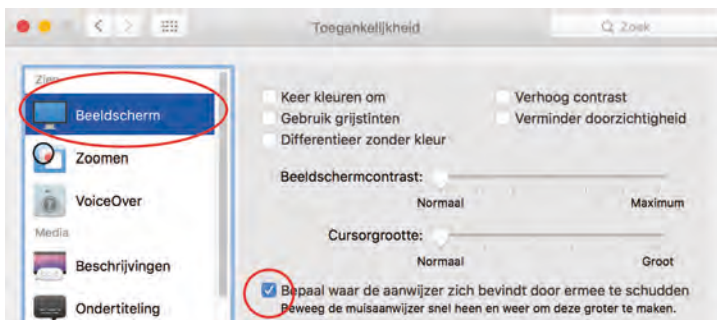 Toegankelijkheid
Zoek
Zien
Beeldscherm
Zoomen
VoiceOver
Media
Beschrijvingen
Ondertiteling
Keer kleuren om
Verhoog contrast
Gebruik grijstinten
Verminder doorzichtigheid
Differentieer zonder kleur
Beeldschermcontrast:
Normaal
Maximum
Cursorgrootte:
Normaal
Groot
Bepaal waar de aanwijzer zich bevindt door ermee te schudden
Beweeg de muisaanwijzer snel heen en weer om deze groter te maken.